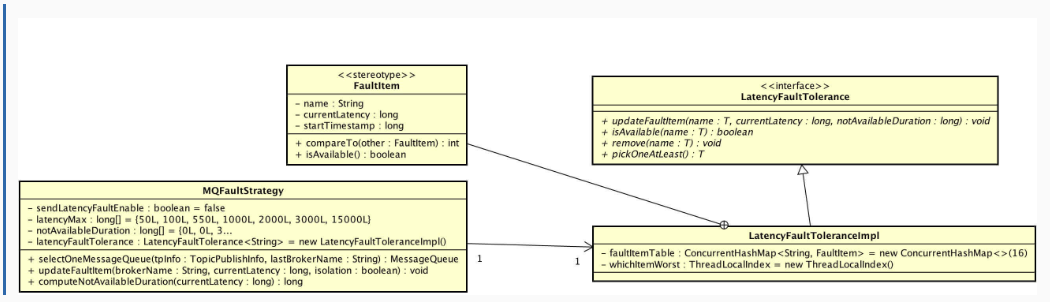 <<stereotype>>
FaultItem
– name : String
– currentLatency : long
– startTimestamp : long
+ compareTo(other : FaultItem) : int
+ isAvailable() : boolean
<<interface>>
LatencyFaultTolerance
+ updateFaultItem(name : T, currentLatency : long, notAvailableDuration : long) : void
+ isAvailable(name : T) : boolean
+ remove(name : T) : void
+ pickOneAtLeast() : T
MQFaultStrategy
– sendLatencyFaultEnable : boolean = false
– latencyMax : long[] = {50L, 100L, 550L, 1000L, 2000L, 3000L, 15000L}
– notAvailableDuration : long[] = {0L, 0L, 3...
– latencyFaultTolerance : LatencyFaultTolerance<String> = new LatencyFaultToleranceImpl()
+ selectOneMessageQueue(tpInfo : TopicPublishInfo, lastBrokerName : String) : MessageQueue
+ updateFaultItem(brokerName : String, currentLatency : long, isolation : boolean) : void
+ computeNotAvailableDuration(currentLatency : long) : long
1
1
LatencyFaultToleranceImpl
– faultItemTable : ConcurrentHashMap<String, FaultItem> = new ConcurrentHashMap<>(16)
– whichItemWorst : ThreadLocalIndex = new ThreadLocalIndex()